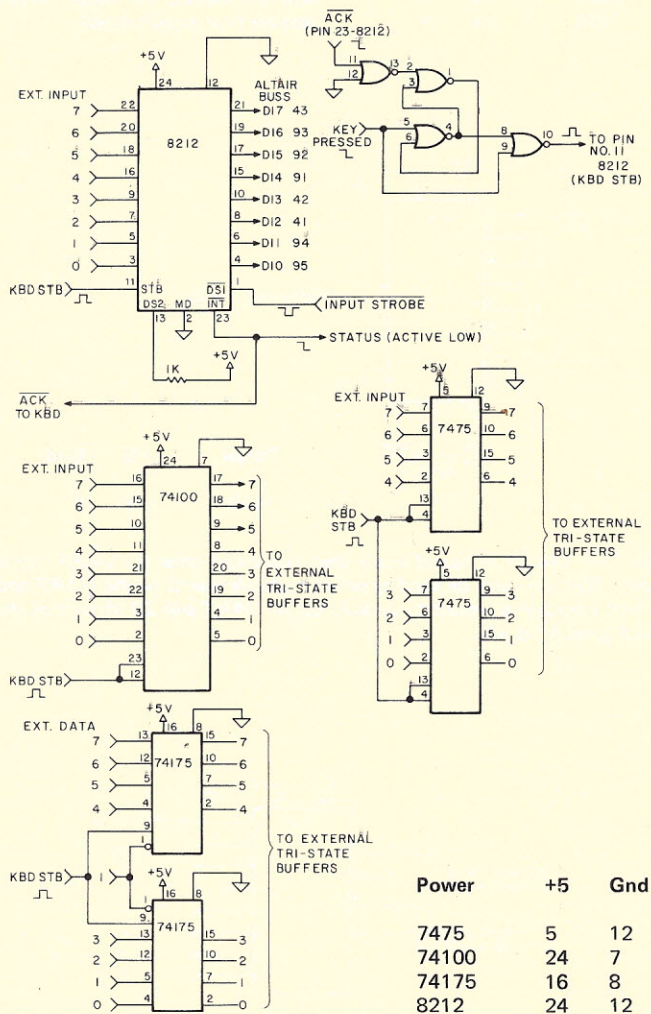 ACK
(PIN 23-8212)
+5V
24 12
EXT. INPUT
ALTAIR
BUSS
8212
7 22 21 DI7 43
6 20 19 DI6 93
5 18 17 DI5 92
4 16 15 DI4 91
3 9 10 DI3 42
2 7 8 DI2 41
1 5 6 DI1 94
0 3 4 DI0 95
KBD STB 11 STB DS1 1 INPUT STROBE
DS2 MD INT
13 2 23
1K +5V
STATUS (ACTIVE LOW)
ACK
TO KBD
11
12
13 2
3
1
KEY
PRESSED
5
6
4
8
9
10
TO PIN
NO. 11
8212
(KBD STB)
+5V
24 7
EXT INPUT
74100
7 16 17 7
6 15 18 6
5 10 9 5
4 11 8 4
3 21 20 3
2 22 19 2
1 3 4 1
0 2 5 0
23
KBD STB 12
TO
EXTERNAL
TRI-STATE
BUFFERS
+5V
5 12
EXT. INPUT
7475
7 7 9 7
6 6 10 6
5 3 15 5
4 2 6 4
13
4
KBD
STB
+5V
5 12
7475
3 7 9 3
2 6 10 2
1 3 15 1
0 2 6 0
13
4
TO EXTERNAL
TRI-STATE
BUFFERS
EXT. DATA
+5V
16 8
74175
7 13 15 7
6 12 10 6
5 5 7 5
4 4 2 4
9
1
KBD STB 1
+5V
16 8
1
9
74175
3 13 15 3
2 12 10 2
1 5 7 1
0 4 2 0
TO EXTERNAL
TRI-STATE
BUFFERS
Power +5 Gnd
7475 5 12
74100 24 7
74175 16 8
8212 24 12